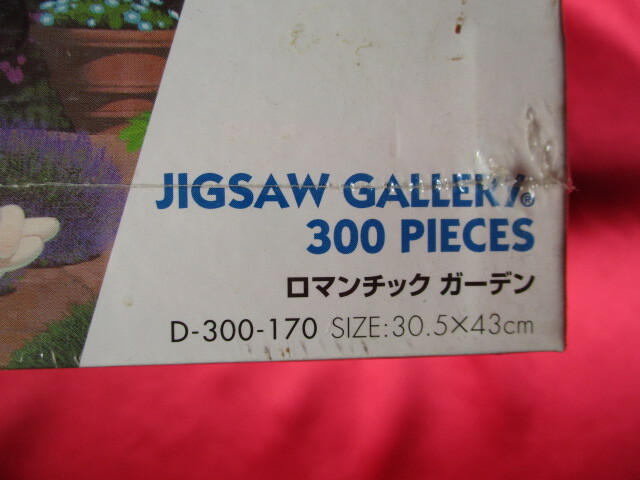 JIGSAW GALLERY®
300 PIECES
ロマンチック ガーデン
D-300-170 SIZE:30.5×43cm